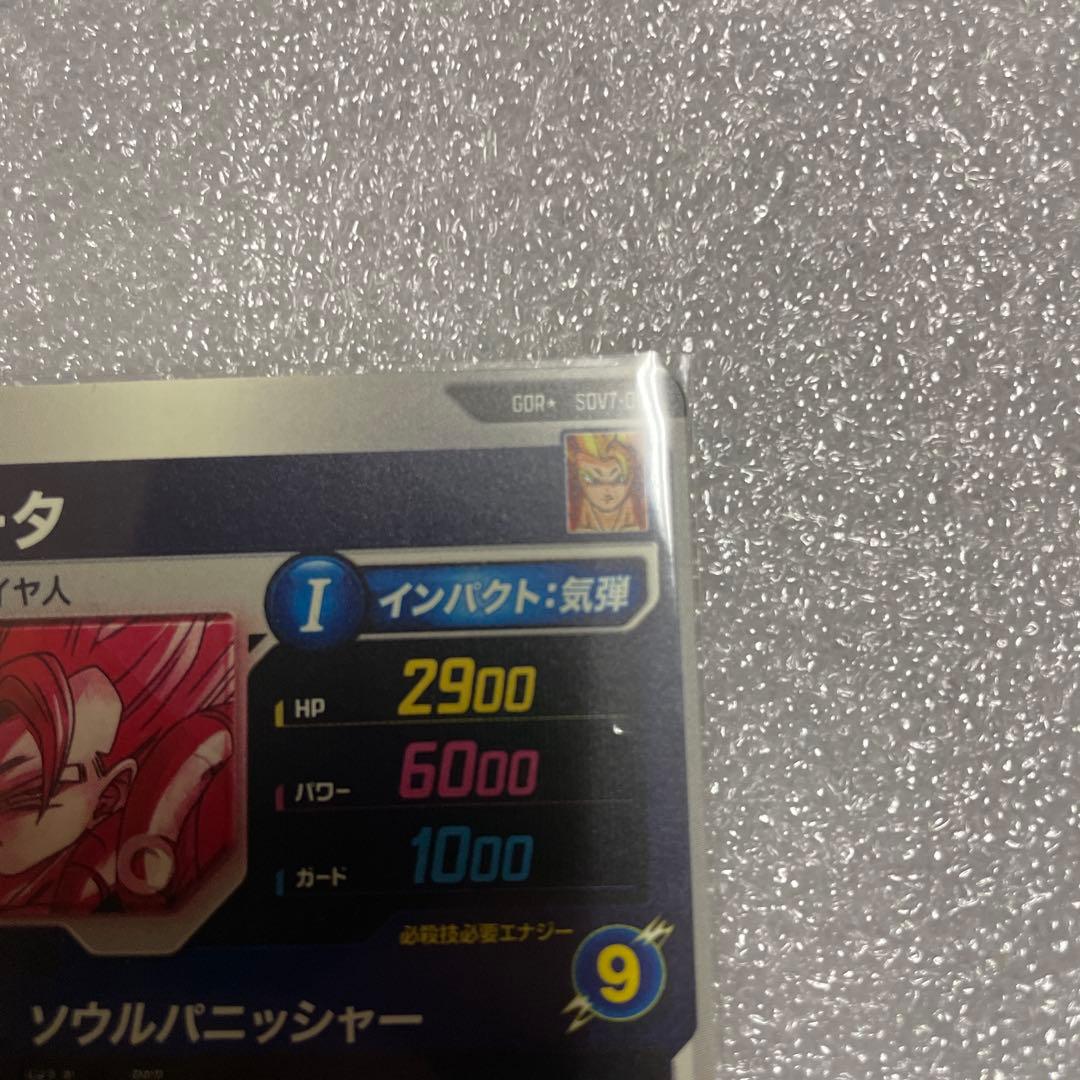 GDR★ SDV7-0
ータ
イヤ人
I インパクト：気弾
HP 2900
パワー 6000
ガード 1000
必殺技必要エナジー
9
ソウルパニッシャー